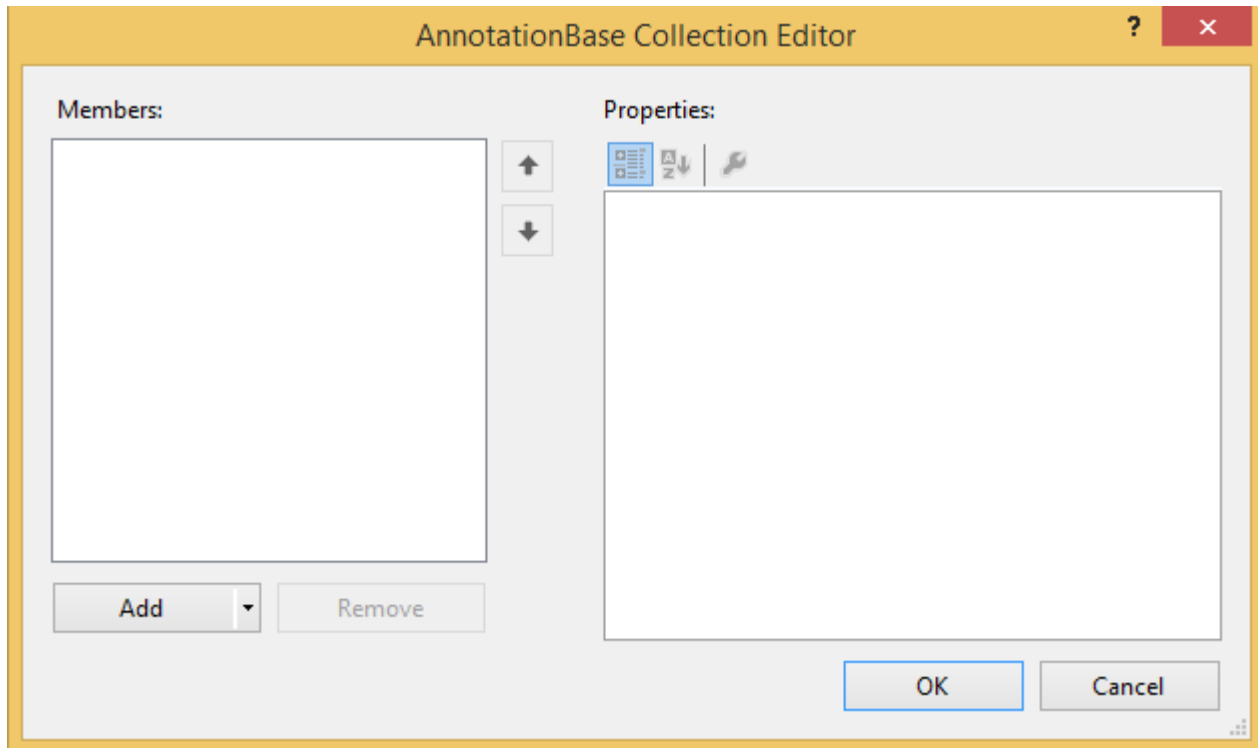 AnnotationBase Collection Editor
?
Members:
Properties:
A
Z
Add
Remove
OK
Cancel